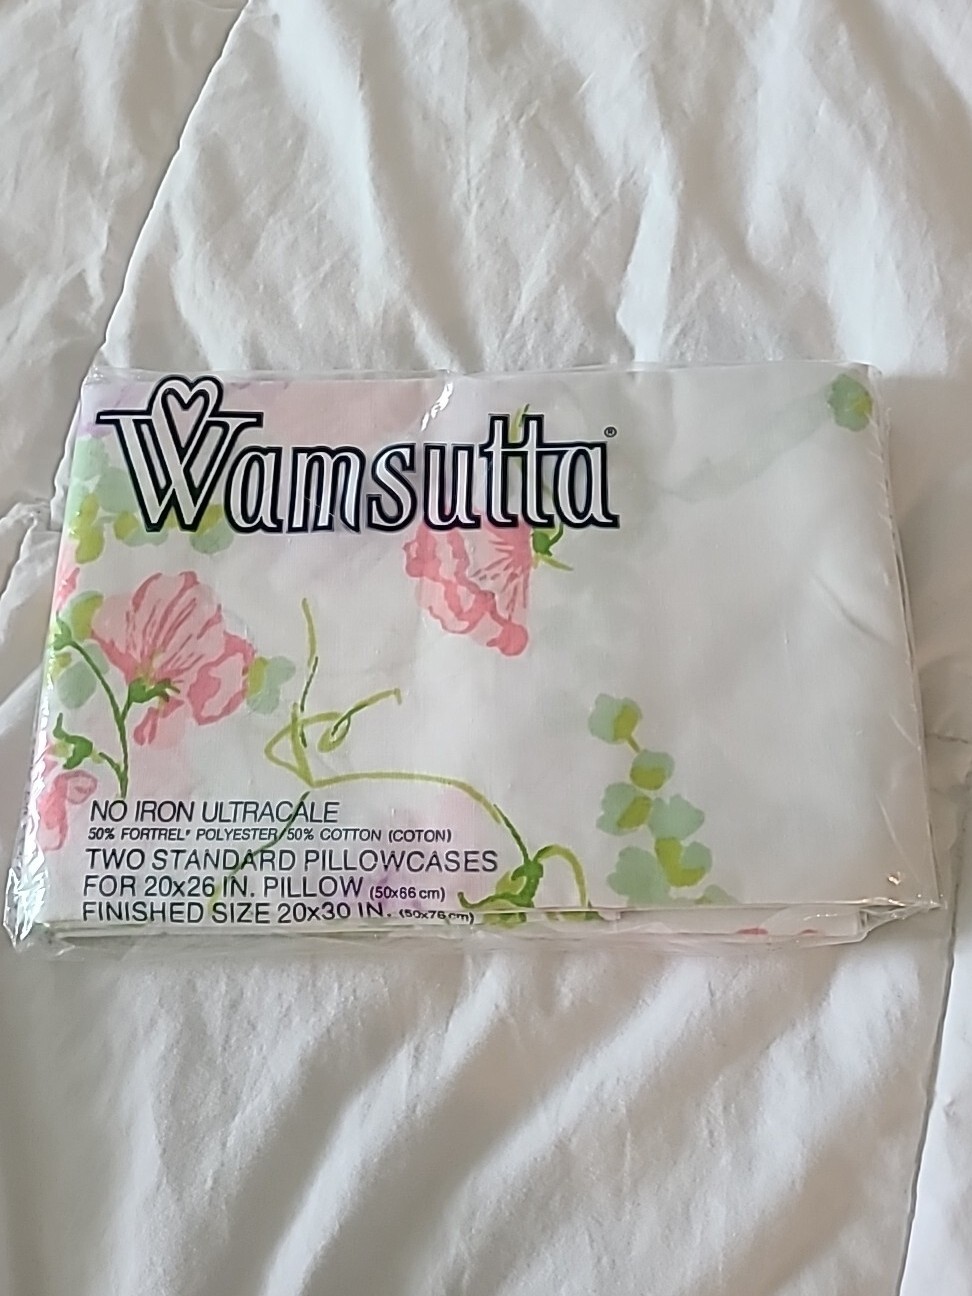 Wamsutta®
NO IRON ULTRACALE
50% FORTREL® POLYESTER/50% COTTON (COTON)
TWO STANDARD PILLOWCASES
FOR 20x26 IN. PILLOW (50x66 cm)
FINISHED SIZE 20x30 IN. (50x76 cm)